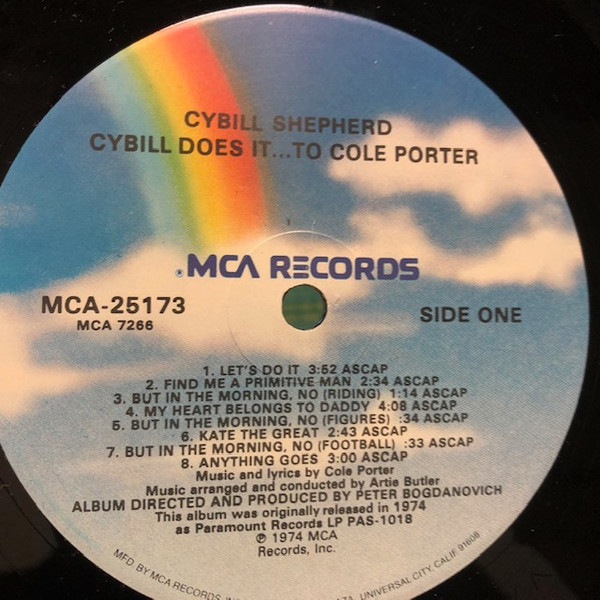 CYBILL SHEPHERD
CYBILL DOES IT...TO COLE PORTER
MCA RECORDS
MCA-25173
MCA 7266
SIDE ONE
1. LET'S DO IT 3:52 ASCAP
2. FIND ME A PRIMITIVE MAN 2:34 ASCAP
3. BUT IN THE MORNING, NO (RIDING) 1:14 ASCAP
4. MY HEART BELONGS TO DADDY 4:08 ASCAP
5. BUT IN THE MORNING, NO (FIGURES) :34 ASCAP
6. KATE THE GREAT 2:43 ASCAP
7. BUT IN THE MORNING, NO (FOOTBALL) :33 ASCAP
8. ANYTHING GOES 3:00 ASCAP
Music and lyrics by Cole Porter
Music arranged and conducted by Artie Butler
ALBUM DIRECTED AND PRODUCED BY PETER BOGDANOVICH
This album was originally released in 1974
as Paramount Records LP PAS-1018
℗ 1974 MCA
Records, Inc.
MFD. BY MCA RECORDS, UNIVERSAL CITY, CALIF. 91608